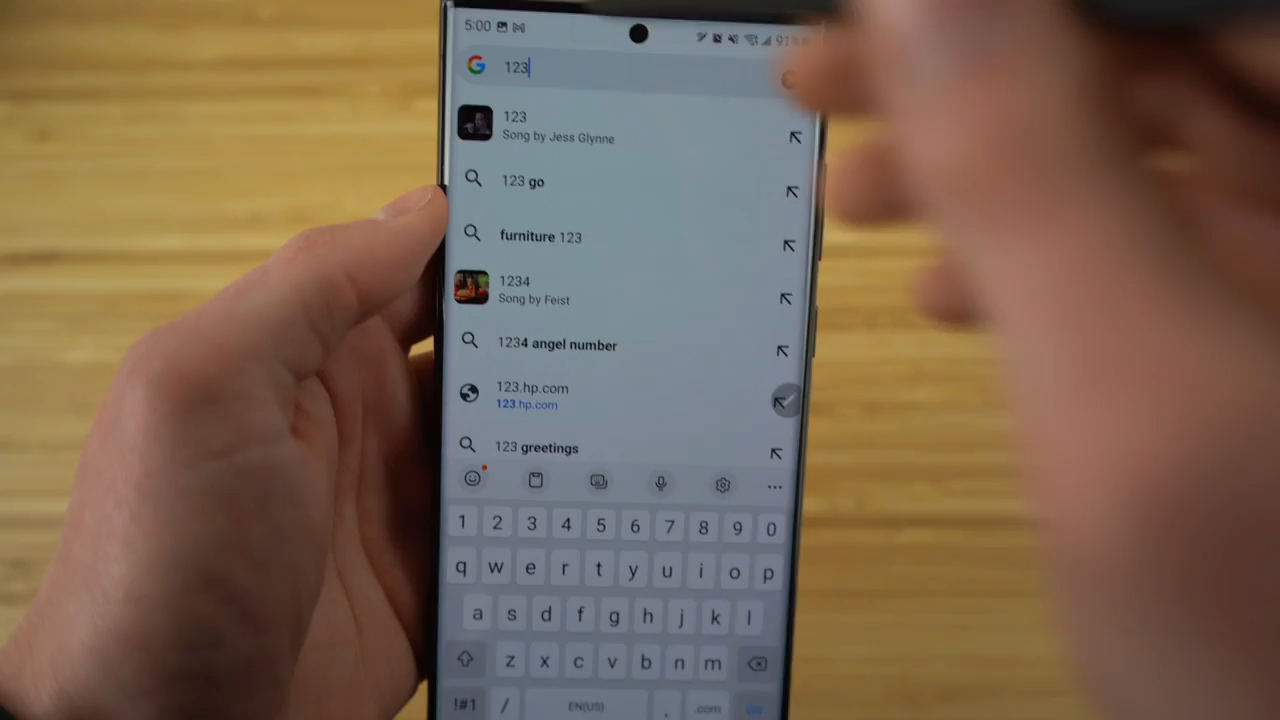 5:00 91%
123
123
Song by Jess Glynne
123 go
furniture 123
1234
Song by Feist
1234 angel number
123.hp.com
123.hp.com
123 greetings
1 2 3 4 5 6 7 8 9 0
q w e r t y u i o p
a s d f g h j k l
z x c v b n m
!#1 / EN(US) . .com Go